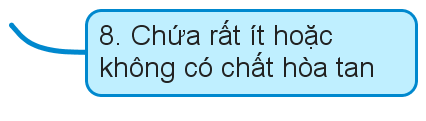 8. Chứa rất ít hoặc
không có chất hòa tan